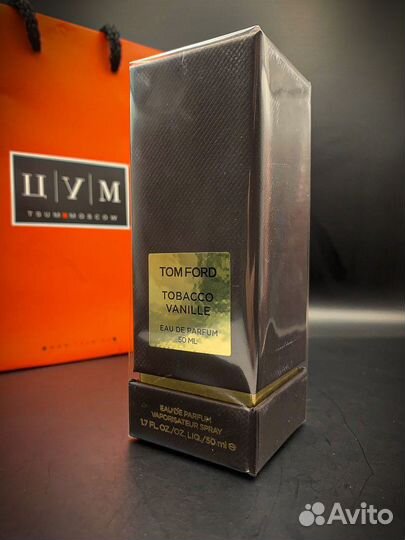 Ц|У|М
TSUM MOSCOW
TOM FORD
TOBACCO
VANILLE
EAU DE PARFUM
50 ML
EAU DE PARFUM
VAPORISATEUR SPRAY
1.7 FL.OZ./OZ. LIQ./50 ml ℮
Avito